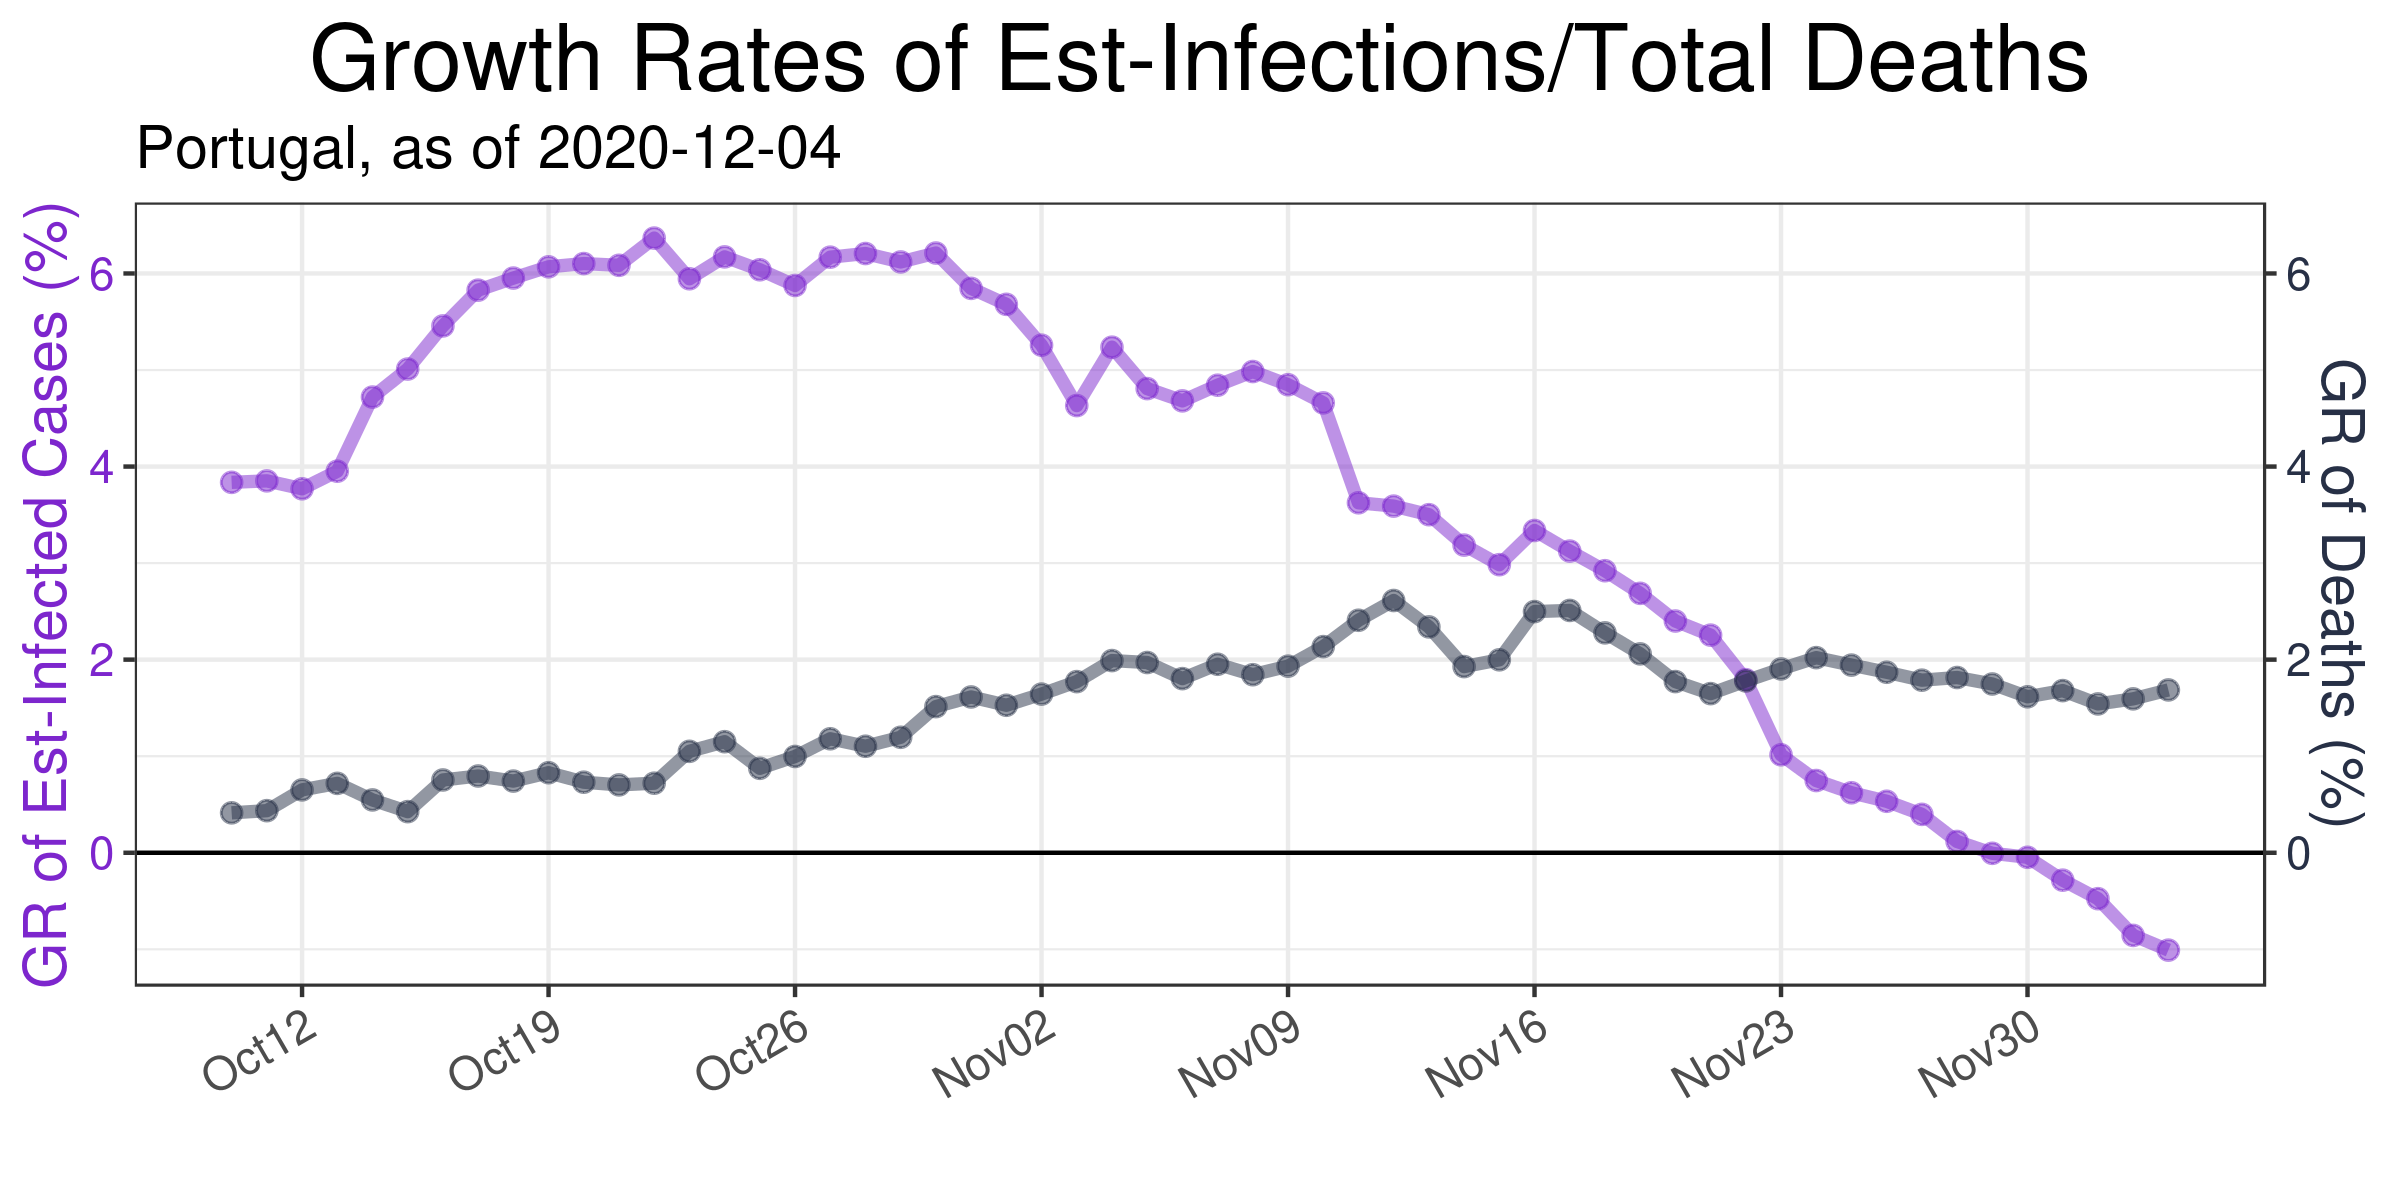 Growth Rates of Est-Infections/Total Deaths
Portugal, as of 2020-12-04
GR of Est-Infected Cases (%)
6
4
2
0
6
4
2
0
GR of Deaths (%)
Oct12
Oct19
Oct26
Nov02
Nov09
Nov16
Nov23
Nov30